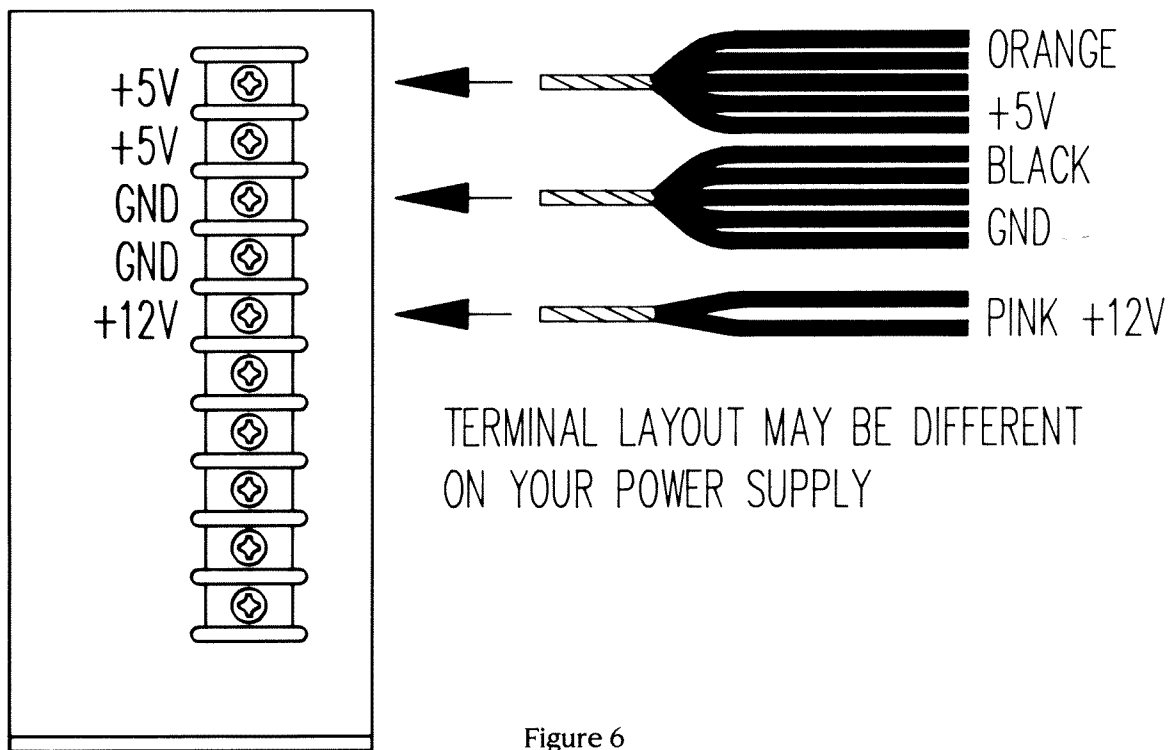 +5V
+5V
GND
GND
+12V
ORANGE
+5V
BLACK
GND
PINK +12V
TERMINAL LAYOUT MAY BE DIFFERENT
ON YOUR POWER SUPPLY
Figure 6